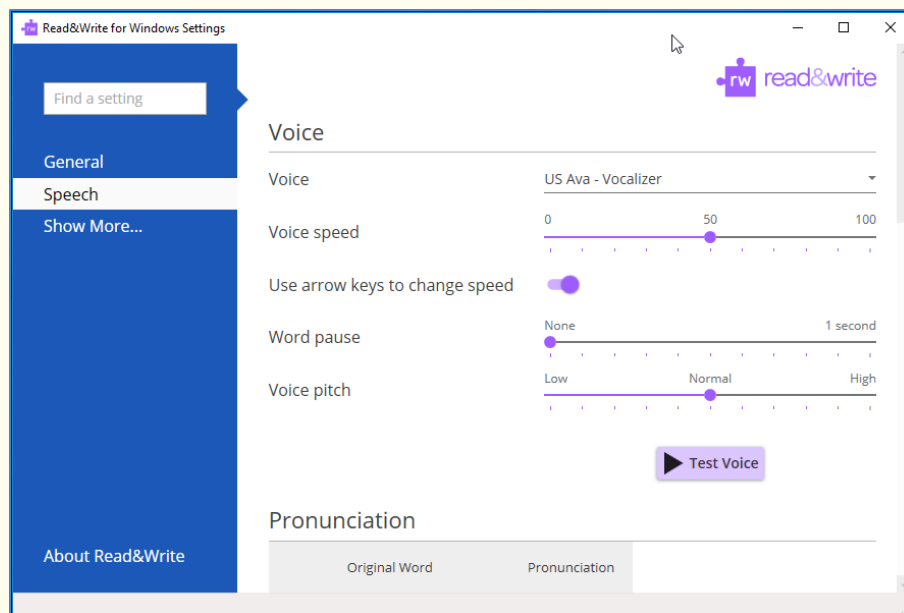 rw Read&Write for Windows Settings
rw read&write
Find a setting
General
Speech
Show More...
About Read&Write
Voice
Voice US Ava - Vocalizer
0 50 100
Voice speed
Use arrow keys to change speed
None 1 second
Word pause
Low Normal High
Voice pitch
Test Voice
Pronunciation
Original Word Pronunciation